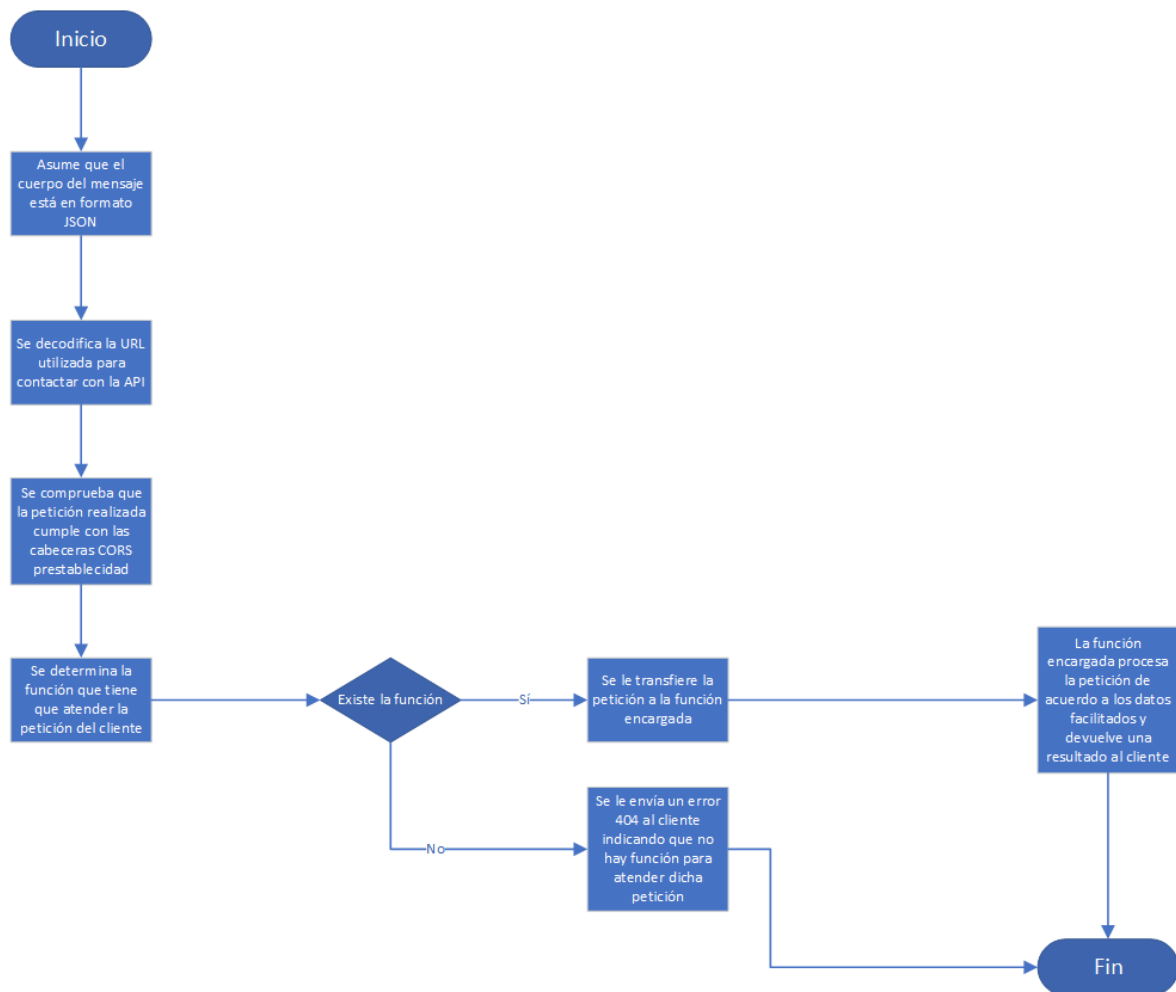 Inicio
Asume que el
cuerpo del mensaje
está en formato
JSON
Se decodifica la URL
utilizada para
contactar con la API
Se comprueba que
la petición realizada
cumple con las
cabeceras CORS
prestablecidad
Se determina la
función que tiene
que atender la
petición del cliente
Existe la función
Sí
Se le transfiere la
petición a la función
encargada
La función
encargada procesa
la petición de
acuerdo a los datos
facilitados y
devuelve una
resultado al cliente
No
Se le envía un error
404 al cliente
indicando que no
hay función para
atender dicha
petición
Fin